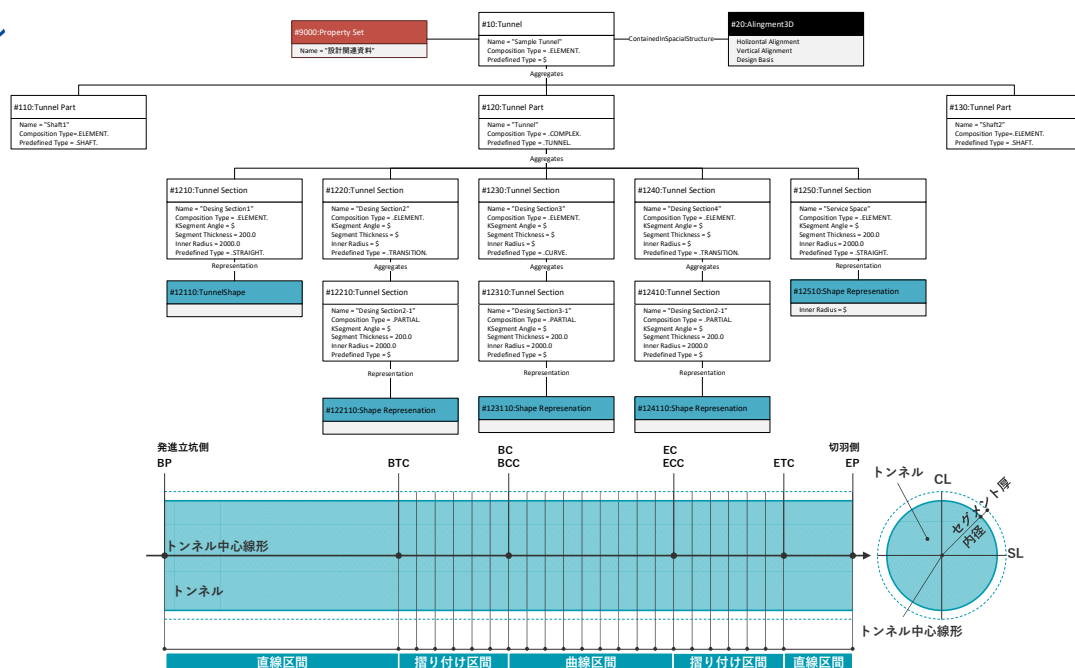 #9000:Property Set
Name = "設計関連資料"
#10:Tunnel
Name = "Sample Tunnel"
Composition Type = .ELEMENT.
Predefined Type = $
ContainedInSpacialStructure
#20:Alingment3D
Holizontal Alignment
Vertical Alignment
Design Basis
Aggregates
#110:Tunnel Part
Name = "Shaft1"
Composition Type=.ELEMENT.
Predefined Type = .SHAFT.
#120:Tunnel Part
Name = "Tunnel"
Composition Type = .COMPLEX.
Predefined Type = .TUNNEL.
#130:Tunnel Part
Name = "Shaft2"
Composition Type=.ELEMENT.
Predefined Type = .SHAFT.
Aggregates
#1210:Tunnel Section
Name = "Desing Section1"
Composition Type = .ELEMENT.
KSegment Angle = $
Segment Thickness = 200.0
Inner Radius = 2000.0
Predefined Type = .STRAIGHT.
#1220:Tunnel Section
Name = "Desing Section2"
Composition Type = .ELEMENT.
KSegment Angle = $
Segment Thickness = $
Inner Radius = $
Predefined Type = .TRANSITION.
#1230:Tunnel Section
Name = "Desing Section3"
Composition Type = .ELEMENT.
KSegment Angle = $
Segment Thickness = $
Inner Radius = $
Predefined Type = .CURVE.
#1240:Tunnel Section
Name = "Desing Section4"
Composition Type = .ELEMENT.
KSegment Angle = $
Segment Thickness = $
Inner Radius = $
Predefined Type = .TRANSITION.
#1250:Tunnel Section
Name = "Service Space"
Composition Type = .ELEMENT.
KSegment Angle = $
Segment Thickness = 200.0
Inner Radius = 2000.0
Predefined Type = .STRAIGHT.
Representation
Aggregates
Aggregates
Aggregates
Representation
#12110:TunnelShape
#12210:Tunnel Section
Name = "Desing Section2-1"
Composition Type = .PARTIAL.
KSegment Angle = $
Segment Thickness = 200.0
Inner Radius = 2000.0
Predefined Type = $
#12310:Tunnel Section
Name = "Desing Section3-1"
Composition Type = .PARTIAL.
KSegment Angle = $
Segment Thickness = 200.0
Inner Radius = 2000.0
Predefined Type = $
#12410:Tunnel Section
Name = "Desing Section2-1"
Composition Type = .PARTIAL.
KSegment Angle = $
Segment Thickness = 200.0
Inner Radius = 2000.0
Predefined Type = $
#12510:Shape Represenation
Inner Radius = $
Representation
Representation
Representation
#122110:Shape Represenation
#123110:Shape Represenation
#124110:Shape Represenation
発進立坑側
BP
BTC
BC
BCC
EC
ECC
ETC
切羽側
EP
トンネル中心線形
トンネル
トンネル
CL
セグメント厚
内径
SL
トンネル中心線形
直線区間
摺り付け区間
曲線区間
摺り付け区間
直線区間